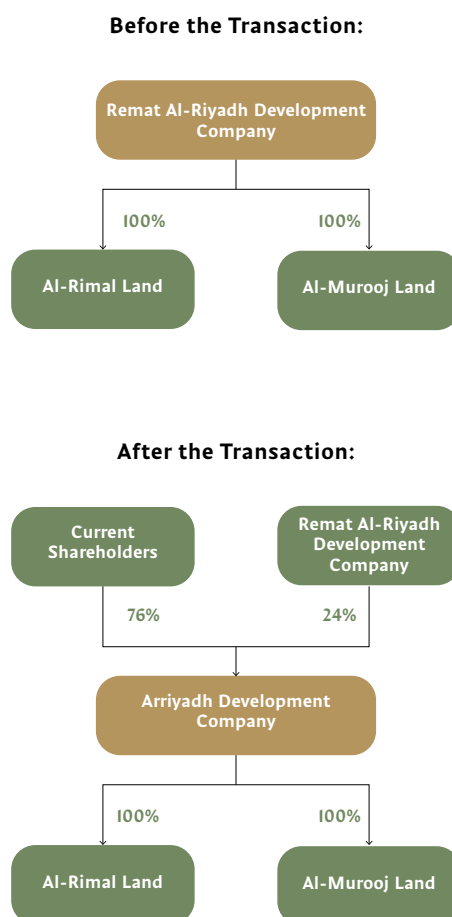 Before the Transaction:
Remat Al-Riyadh Development
Company
100%
100%
Al-Rimal Land
Al-Murooj Land
After the Transaction:
Current
Shareholders
Remat Al-Riyadh
Development
Company
76%
24%
Arriyadh Development
Company
100%
100%
Al-Rimal Land
Al-Murooj Land